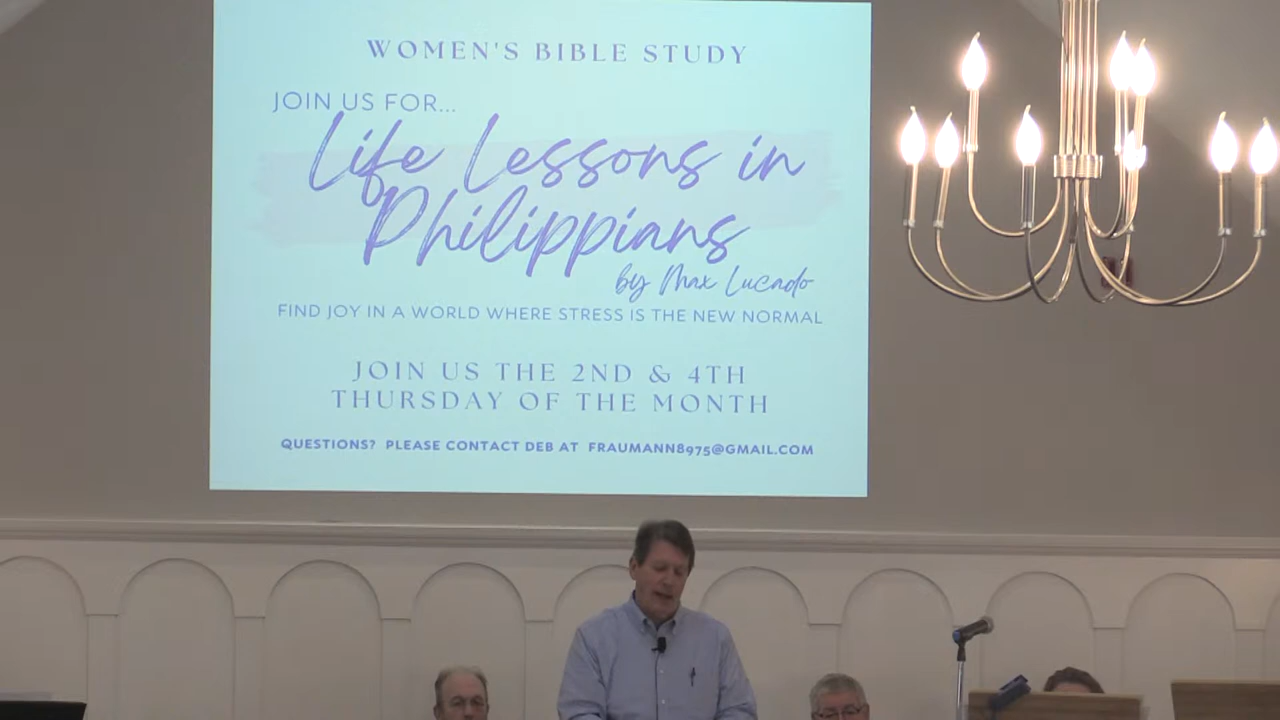 WOMEN'S BIBLE STUDY
JOIN US FOR...
Life Lessons in
Philippians
by Max Lucado
FIND JOY IN A WORLD WHERE STRESS IS THE NEW NORMAL
JOIN US THE 2ND & 4TH
THURSDAY OF THE MONTH
QUESTIONS? PLEASE CONTACT DEB AT FRAUMANN8975@GMAIL.COM